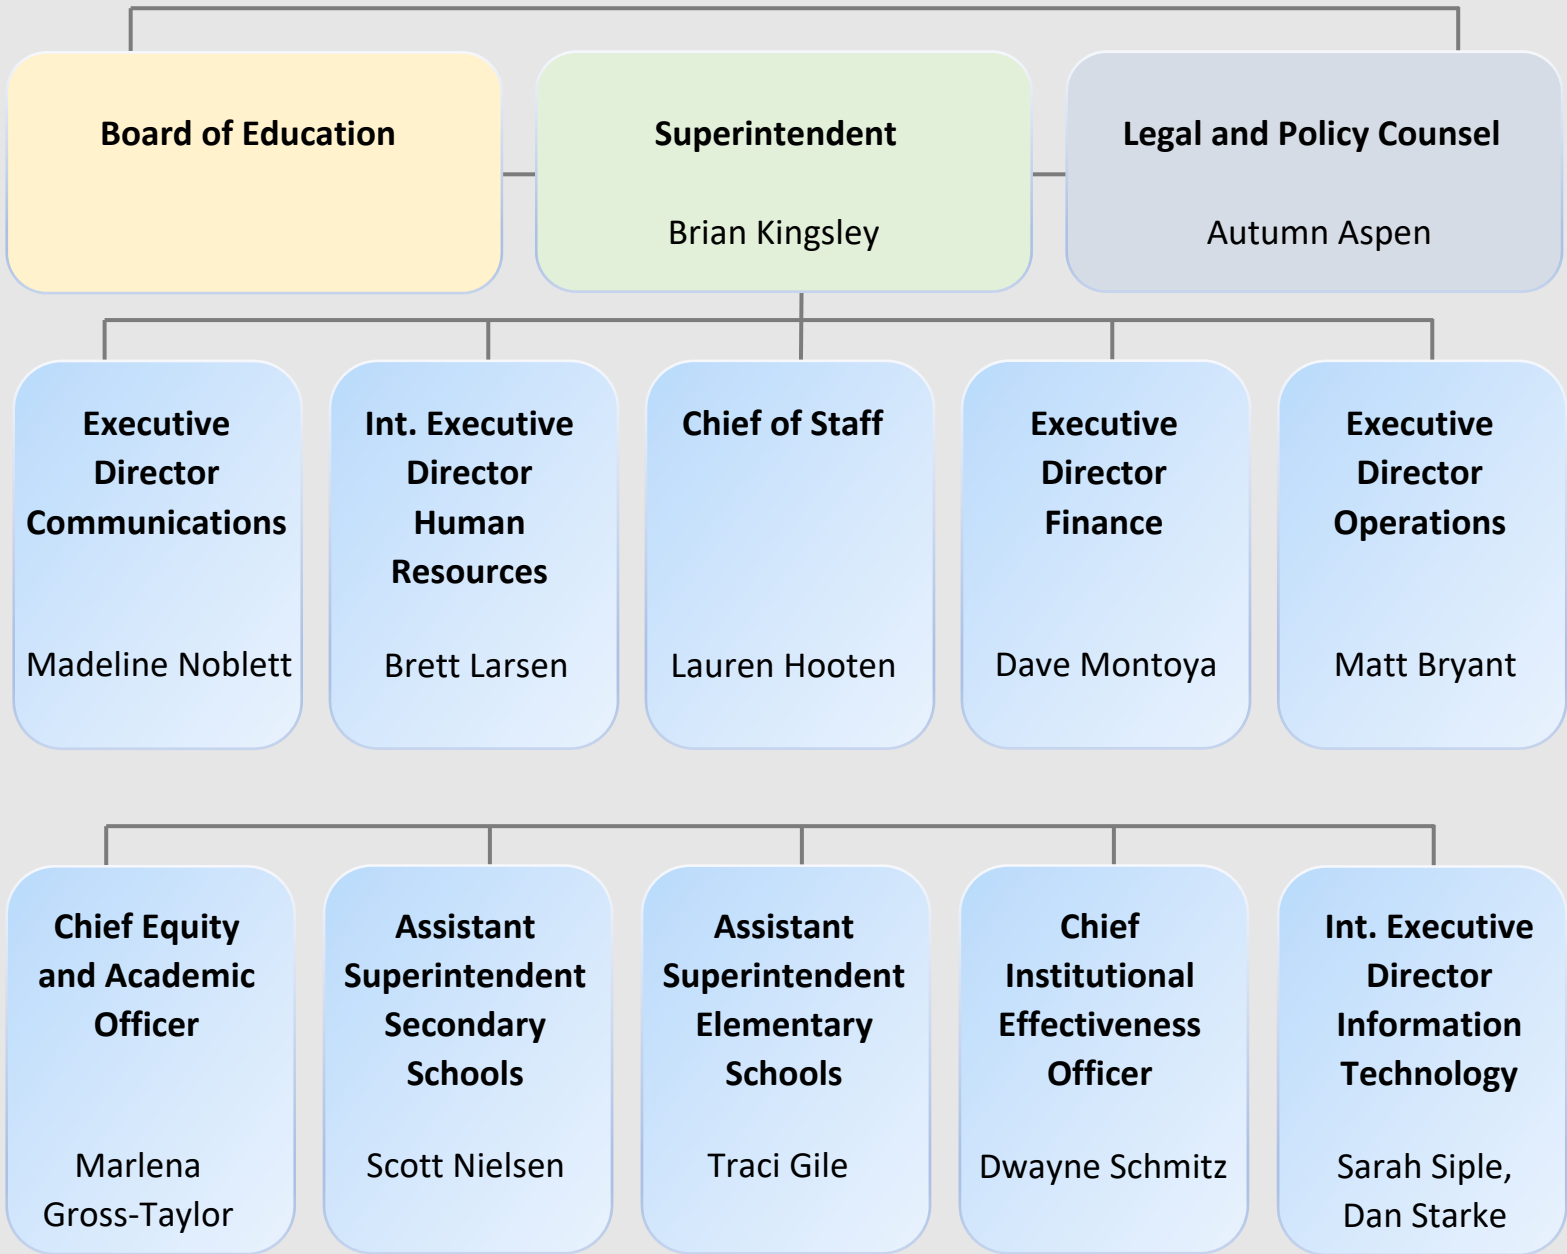 Board of Education
Superintendent
Brian Kingsley
Legal and Policy Counsel
Autumn Aspen
Executive
Director
Communications
Madeline Noblett
Int. Executive
Director
Human
Resources
Brett Larsen
Chief of Staff
Lauren Hooten
Executive
Director
Finance
Dave Montoya
Executive
Director
Operations
Matt Bryant
Chief Equity
and Academic
Officer
Marlena
Gross-Taylor
Assistant
Superintendent
Secondary
Schools
Scott Nielsen
Assistant
Superintendent
Elementary
Schools
Traci Gile
Chief
Institutional
Effectiveness
Officer
Dwayne Schmitz
Int. Executive
Director
Information
Technology
Sarah Siple,
Dan Starke